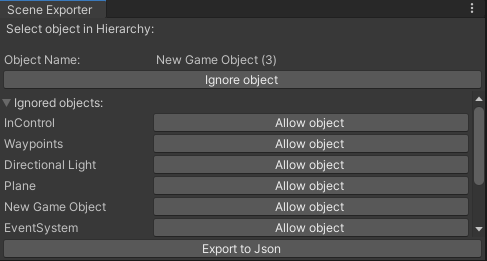 Scene Exporter
Select object in Hierarchy:
Object Name: New Game Object (3)
Ignore object
Ignored objects:
InControl Allow object
Waypoints Allow object
Directional Light Allow object
Plane Allow object
New Game Object Allow object
EventSystem Allow object
Export to Json